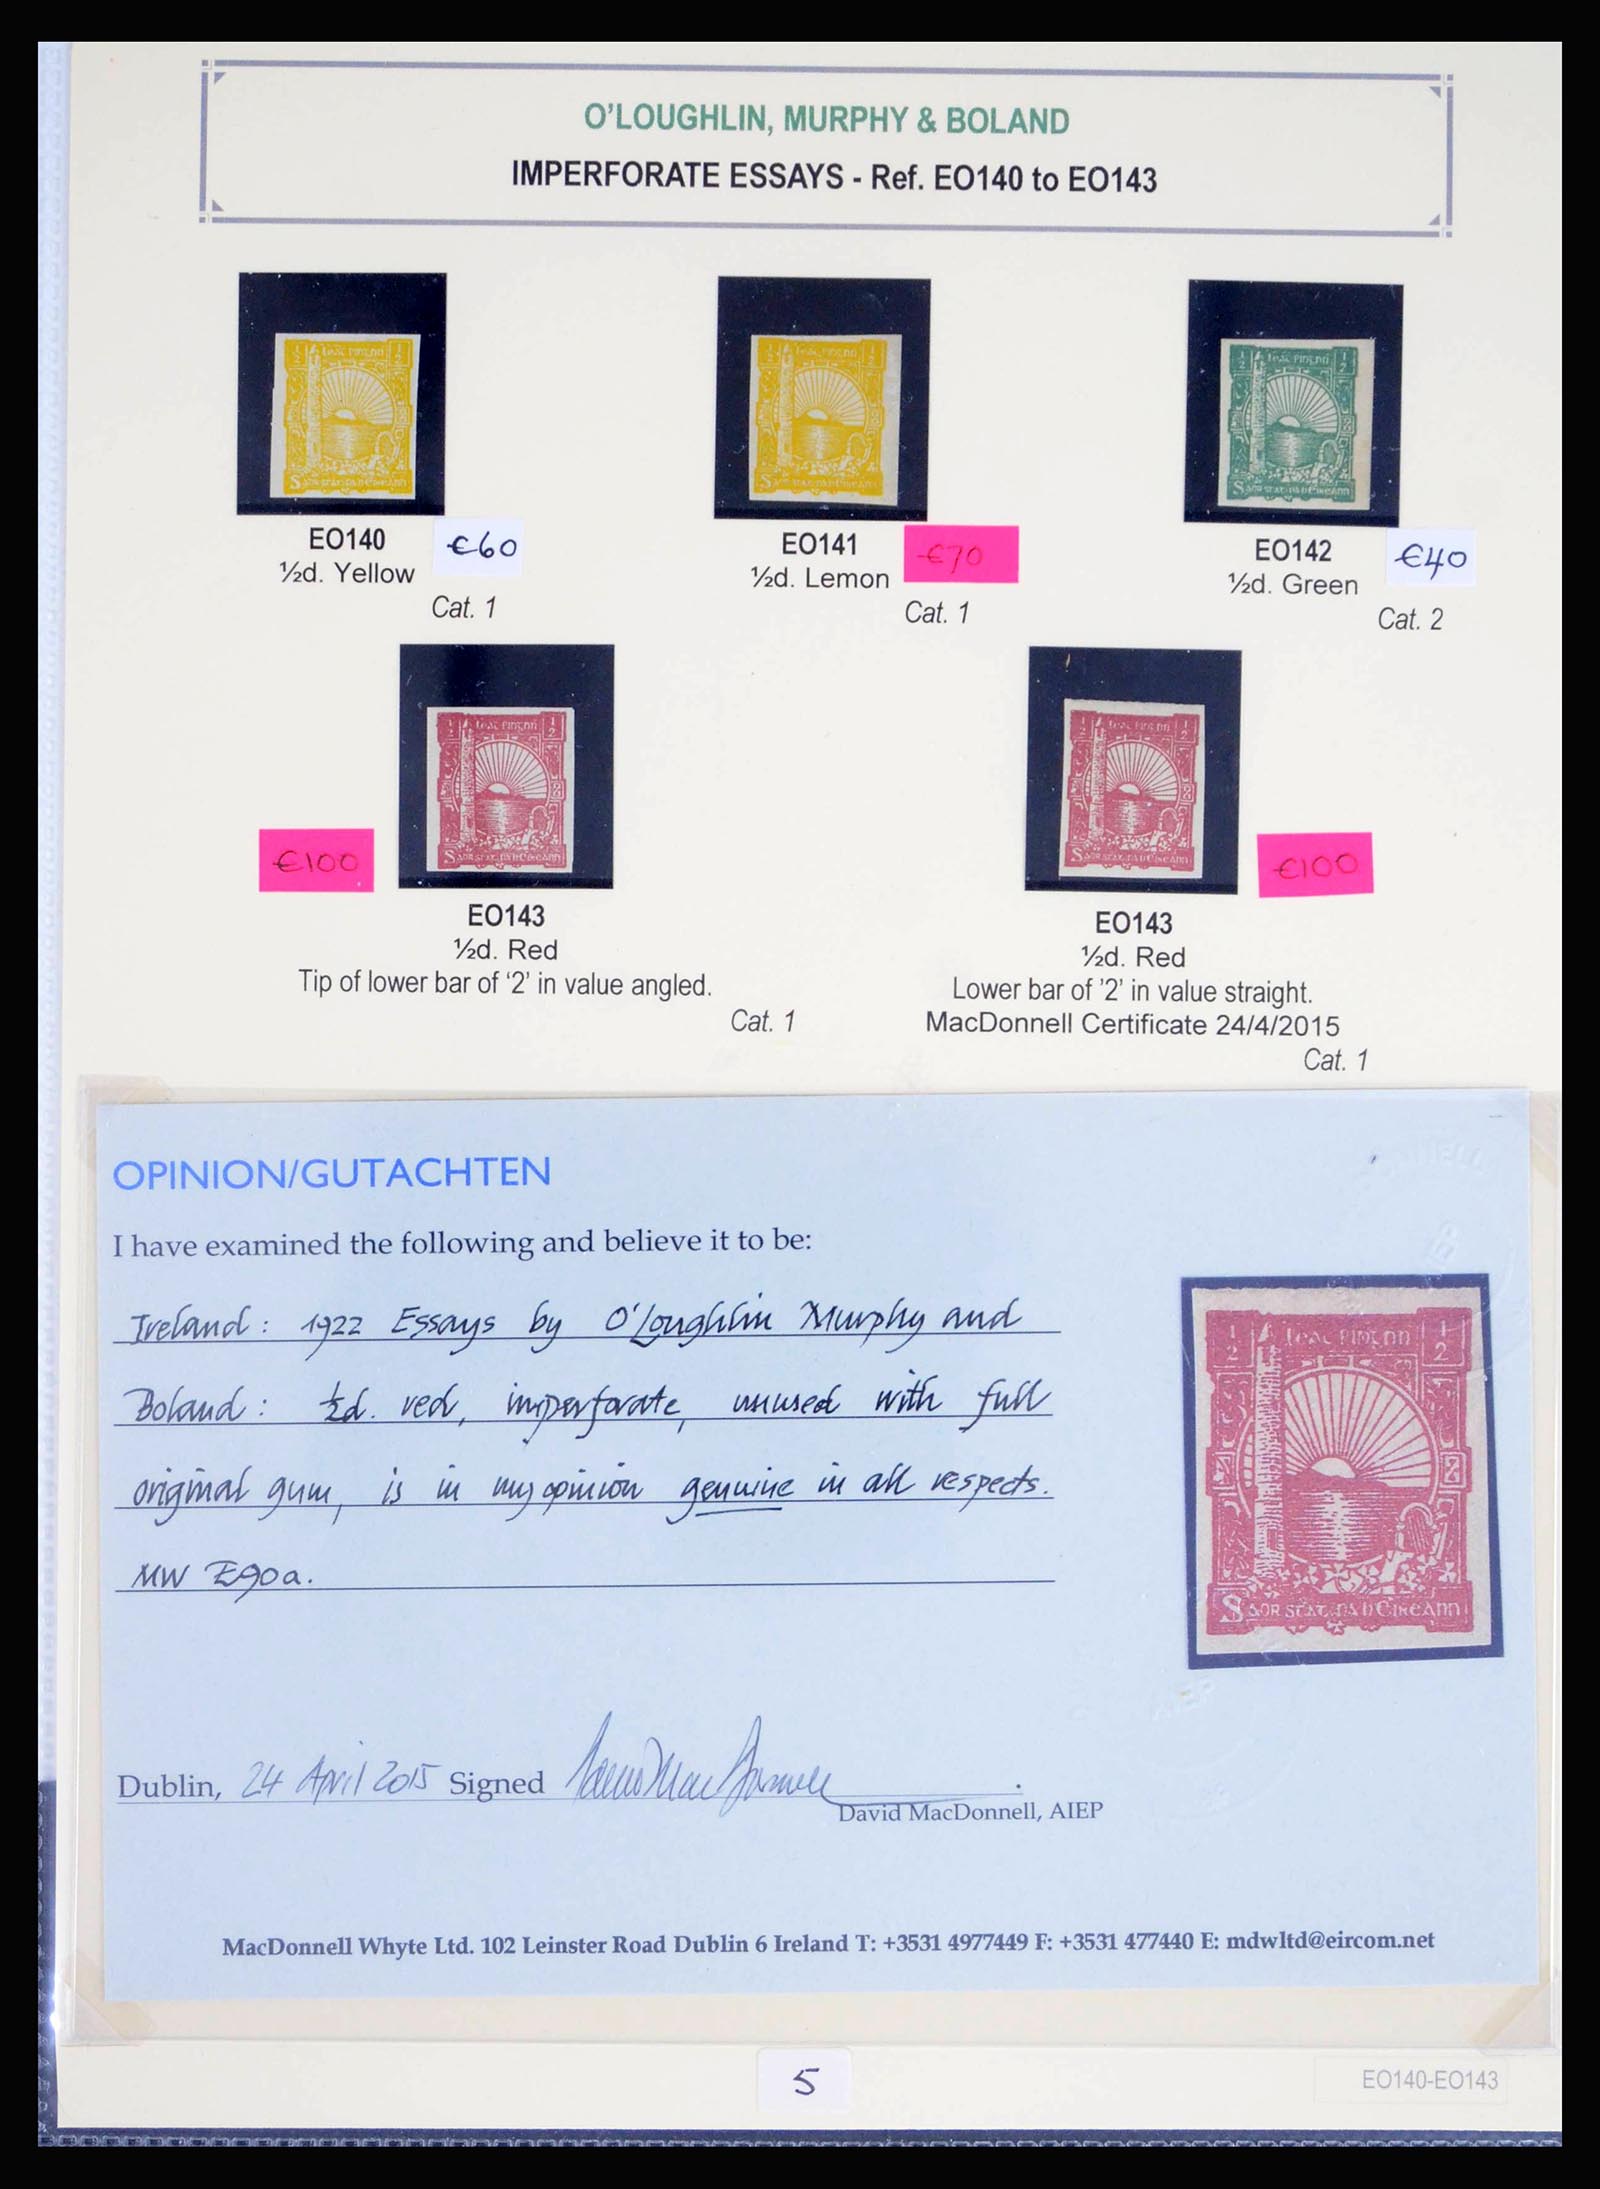 O'LOUGHLIN, MURPHY & BOLAND
IMPERFORATE ESSAYS - Ref. EO140 to EO143
EO140
½d. Yellow
€60
Cat. 1
EO141
½d. Lemon
€70
Cat. 1
EO142
½d. Green
€40
Cat. 2
€100
EO143
½d. Red
Tip of lower bar of '2' in value angled.
Cat. 1
€100
EO143
½d. Red
Lower bar of '2' in value straight.
MacDonnell Certificate 24/4/2015
Cat. 1
OPINION/GUTACHTEN
I have examined the following and believe it to be:
Ireland: 1922 Essays by O'Loughlin Murphy and
Boland: ½d. red, imperforate, unused with full
original gum, is in my opinion genuine in all respects.
MW E90a.
Dublin, 24 April 2015 Signed
David MacDonnell, AIEP
MacDonnell Whyte Ltd. 102 Leinster Road Dublin 6 Ireland T: +3531 4977449 F: +3531 477440 E: mdwltd@eircom.net
5
EO140-EO143